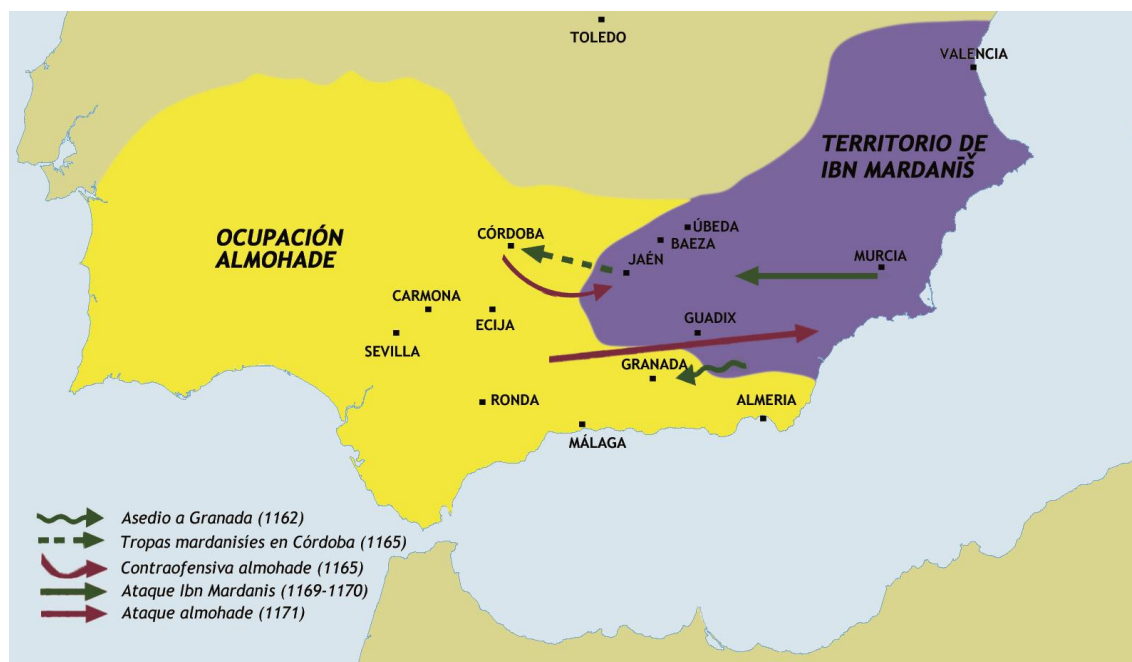 TOLEDO
VALENCIA
TERRITORIO DE
IBN MARDANĪŠ
OCUPACIÓN
ALMOHADE
CÓRDOBA
ÚBEDA
BAEZA
JAÉN
MURCIA
CARMONA
ECIJA
SEVILLA
GUADIX
GRANADA
RONDA
ALMERIA
MÁLAGA
Asedio a Granada (1162)
Tropas mardanisíes en Córdoba (1165)
Contraofensiva almohade (1165)
Ataque Ibn Mardanis (1169-1170)
Ataque almohade (1171)